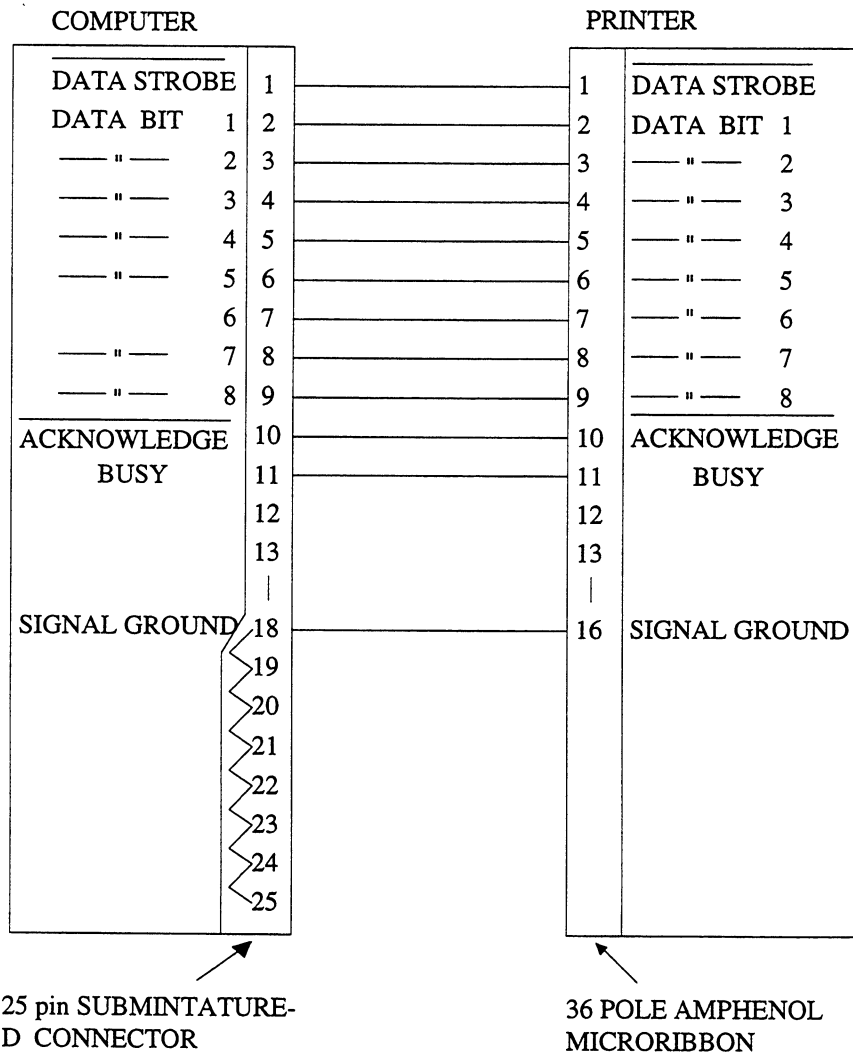 COMPUTER PRINTER
DATA STROBE 1 1 DATA STROBE
DATA BIT 1 2 2 DATA BIT 1
— " — 2 3 3 — " — 2
— " — 3 4 4 — " — 3
— " — 4 5 5 — " — 4
— " — 5 6 6 — " — 5
6 7 7 — " — 6
— " — 7 8 8 — " — 7
— " — 8 9 9 — " — 8
ACKNOWLEDGE 10 10 ACKNOWLEDGE
BUSY 11 11 BUSY
12 12
13 13
SIGNAL GROUND 18 16 SIGNAL GROUND
19
20
21
22
23
24
25
25 pin SUBMINTATURE-
D CONNECTOR
36 POLE AMPHENOL
MICRORIBBON